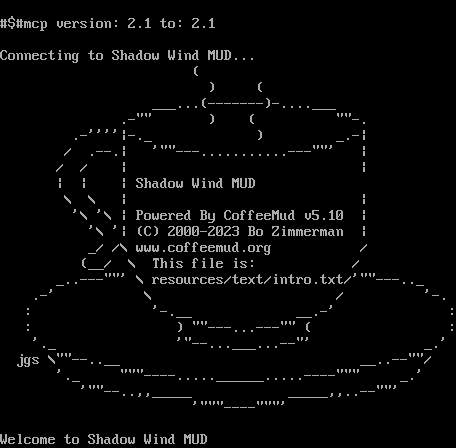 #$#mcp version: 2.1 to: 2.1
Connecting to Shadow Wind MUD...
Shadow Wind MUD
Powered By CoffeeMud v5.10
(C) 2000-2023 Bo Zimmerman
www.coffeemud.org
This file is:
resources/text/intro.txt/
jgs
Welcome to Shadow Wind MUD